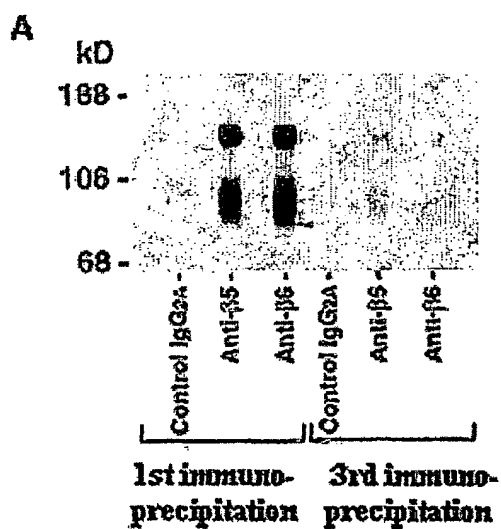 A
kD
188 -
106 -
68 -
Control IgG2A
Anti-β5
Anti-β6
Control IgG2A
Anti-β5
Anti-β6
1st immuno-
precipitation
3rd immuno-
precipitation